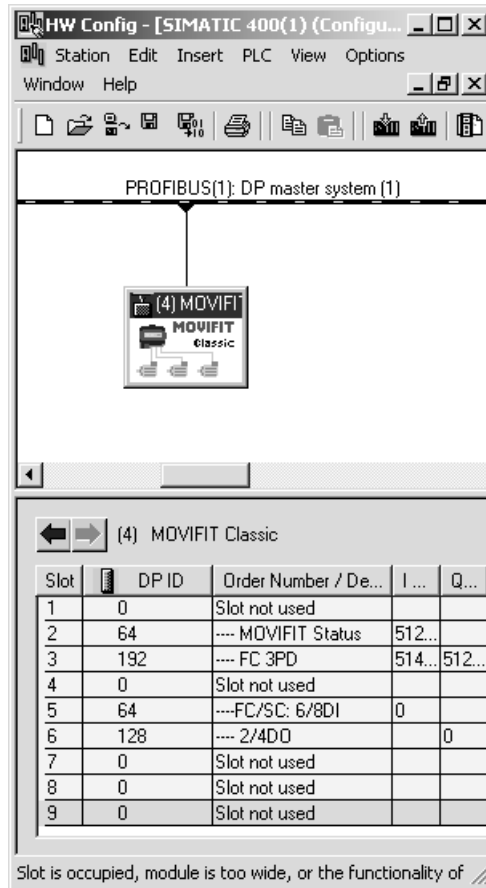 HW Config - [SIMATIC 400(1) (Configu...
Station Edit Insert PLC View Options
Window Help
PROFIBUS(1): DP master system (1)
(4) MOVIFI
MOVIFIT
Classic
(4) MOVIFIT Classic
Slot DP ID Order Number / De... I ... Q...
1 0 Slot not used
2 64 ---- MOVIFIT Status 512...
3 192 ---- FC 3PD 514... 512...
4 0 Slot not used
5 64 ----FC/SC: 6/8DI 0
6 128 ---- 2/4DO 0
7 0 Slot not used
8 0 Slot not used
9 0 Slot not used
Slot is occupied, module is too wide, or the functionality of